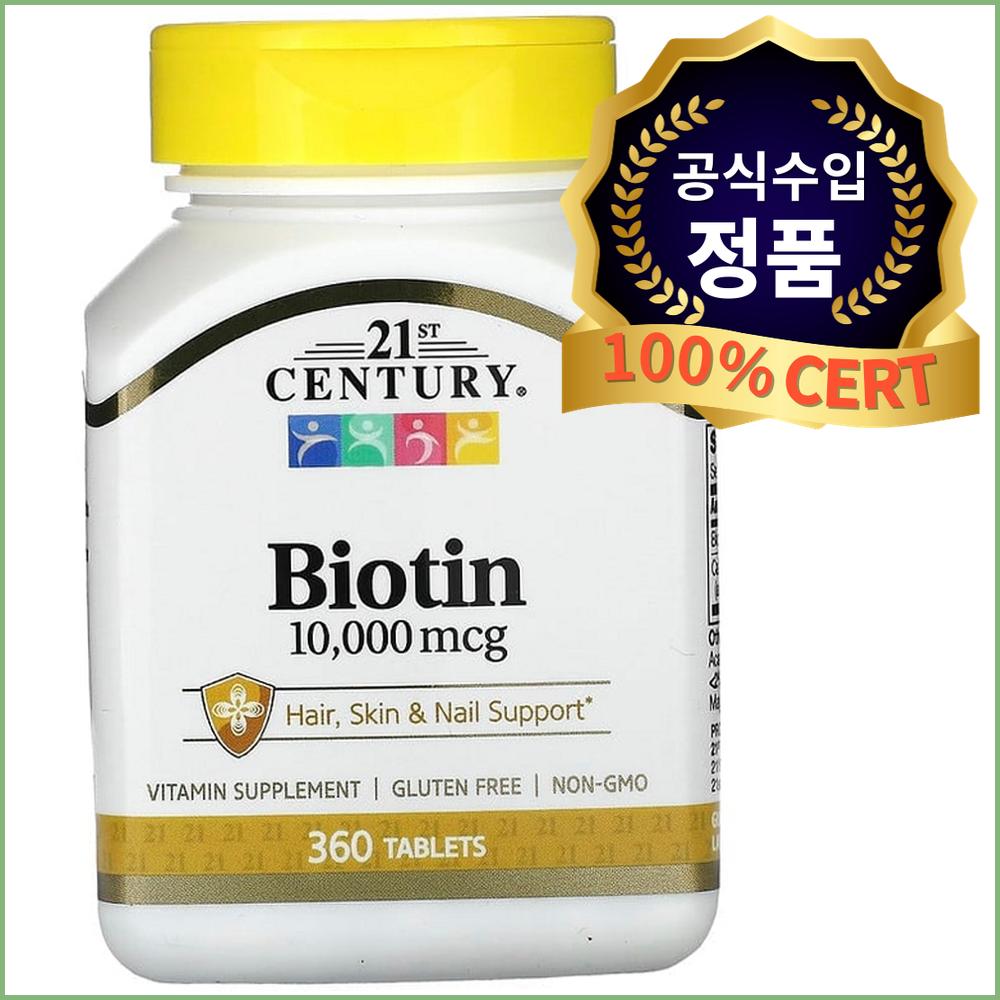 21ST
CENTURY®
Biotin
10,000 mcg
Hair, Skin & Nail Support*
VITAMIN SUPPLEMENT | GLUTEN FREE | NON-GMO
360 TABLETS
공식수입
정품
100% CERT